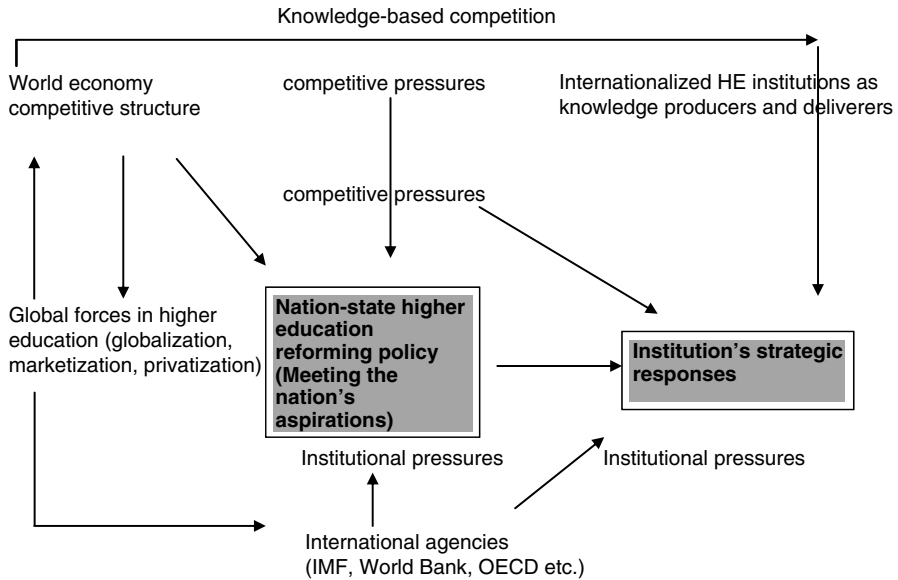 Knowledge-based competition
World economy
competitive structure
competitive pressures
Internationalized HE institutions as
knowledge producers and deliverers
competitive pressures
Global forces in higher
education (globalization,
marketization, privatization)
Nation-state higher
education
reforming policy
(Meeting the
nation's
aspirations)
Institution's strategic
responses
Institutional pressures
Institutional pressures
International agencies
(IMF, World Bank, OECD etc.)